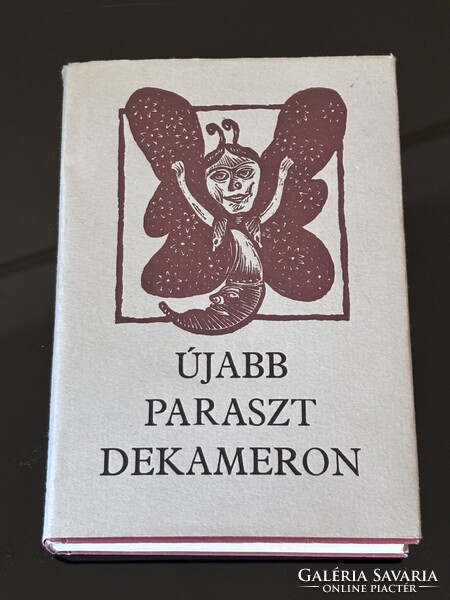 ÚJABB
PARASZT
DEKAMERON
GALÉRIA SAVARIA
ONLINE PIACTÉR